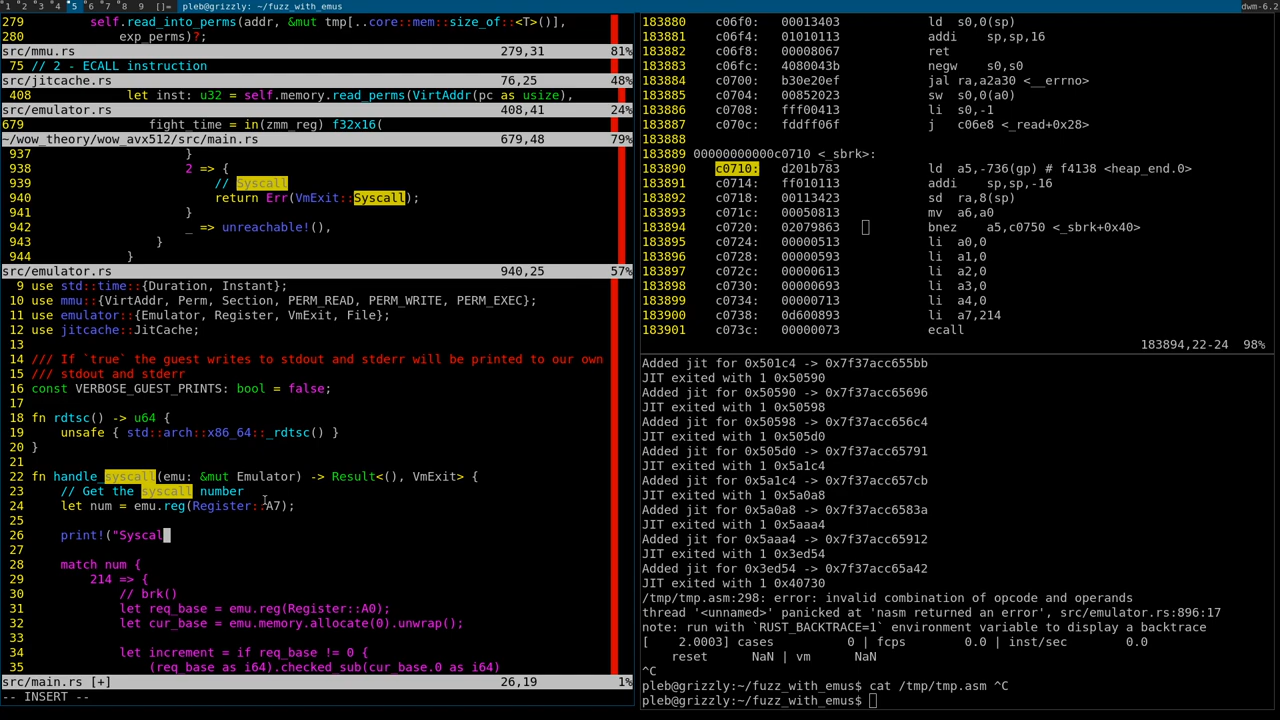 1 2 3 4 5 6 7 8 9 []= pleb@grizzly: ~/fuzz_with_emus dwm-6.2
279 self.read_into_perms(addr, &mut tmp[..core::mem::size_of::<T>()],
280 exp_perms)?;
src/mmu.rs 279,31 81%
75 // 2 - ECALL instruction
src/jitcache.rs 76,25 48%
408 let inst: u32 = self.memory.read_perms(VirtAddr(pc as usize),
src/emulator.rs 408,41 24%
679 fight_time = in(zmm_reg) f32x16(
~/wow_theory/wow_avx512/src/main.rs 679,48 79%
937 }
938 2 => {
939 // Syscall
940 return Err(VmExit::Syscall);
941 }
942 _ => unreachable!(),
943 }
944 }
src/emulator.rs 940,25 57%
9 use std::time::{Duration, Instant};
10 use mmu::{VirtAddr, Perm, Section, PERM_READ, PERM_WRITE, PERM_EXEC};
11 use emulator::{Emulator, Register, VmExit, File};
12 use jitcache::JitCache;
13
14 /// If `true` the guest writes to stdout and stderr will be printed to our own
15 /// stdout and stderr
16 const VERBOSE_GUEST_PRINTS: bool = false;
17
18 fn rdtsc() -> u64 {
19 unsafe { std::arch::x86_64::_rdtsc() }
20 }
21
22 fn handle_syscall(emu: &mut Emulator) -> Result<(), VmExit> {
23 // Get the syscall number
24 let num = emu.reg(Register::A7);
25
26 print!("Syscal
27
28 match num {
29 214 => {
30 // brk()
31 let req_base = emu.reg(Register::A0);
32 let cur_base = emu.memory.allocate(0).unwrap();
33
34 let increment = if req_base != 0 {
35 (req_base as i64).checked_sub(cur_base.0 as i64)
src/main.rs [+] 26,19 1%
-- INSERT --
183880 c06f0: 00013403 ld s0,0(sp)
183881 c06f4: 01010113 addi sp,sp,16
183882 c06f8: 00008067 ret
183883 c06fc: 4080043b negw s0,s0
183884 c0700: b30e20ef jal ra,a2a30 <__errno>
183885 c0704: 00852023 sw s0,0(a0)
183886 c0708: fff00413 li s0,-1
183887 c070c: fddff06f j c06e8 <_read+0x28>
183888
183889 00000000000c0710 <_sbrk>:
183890 c0710: d201b783 ld a5,-736(gp) # f4138 <heap_end.0>
183891 c0714: ff010113 addi sp,sp,-16
183892 c0718: 00113423 sd ra,8(sp)
183893 c071c: 00050813 mv a6,a0
183894 c0720: 02079863 bnez a5,c0750 <_sbrk+0x40>
183895 c0724: 00000513 li a0,0
183896 c0728: 00000593 li a1,0
183897 c072c: 00000613 li a2,0
183898 c0730: 00000693 li a3,0
183899 c0734: 00000713 li a4,0
183900 c0738: 0d600893 li a7,214
183901 c073c: 00000073 ecall
183894,22-24 98%
Added jit for 0x501c4 -> 0x7f37acc655bb
JIT exited with 1 0x50590
Added jit for 0x50590 -> 0x7f37acc65696
JIT exited with 1 0x50598
Added jit for 0x50598 -> 0x7f37acc656c4
JIT exited with 1 0x505d0
Added jit for 0x505d0 -> 0x7f37acc65791
JIT exited with 1 0x5a1c4
Added jit for 0x5a1c4 -> 0x7f37acc657cb
JIT exited with 1 0x5a0a8
Added jit for 0x5a0a8 -> 0x7f37acc6583a
JIT exited with 1 0x5aaa4
Added jit for 0x5aaa4 -> 0x7f37acc65912
JIT exited with 1 0x3ed54
Added jit for 0x3ed54 -> 0x7f37acc65a42
JIT exited with 1 0x40730
/tmp/tmp.asm:298: error: invalid combination of opcode and operands
thread '<unnamed>' panicked at 'nasm returned an error', src/emulator.rs:896:17
note: run with `RUST_BACKTRACE=1` environment variable to display a backtrace
[ 2.0003] cases 0 | fcps 0.0 | inst/sec 0.0
reset NaN | vm NaN
^C
pleb@grizzly:~/fuzz_with_emus$ cat /tmp/tmp.asm ^C
pleb@grizzly:~/fuzz_with_emus$